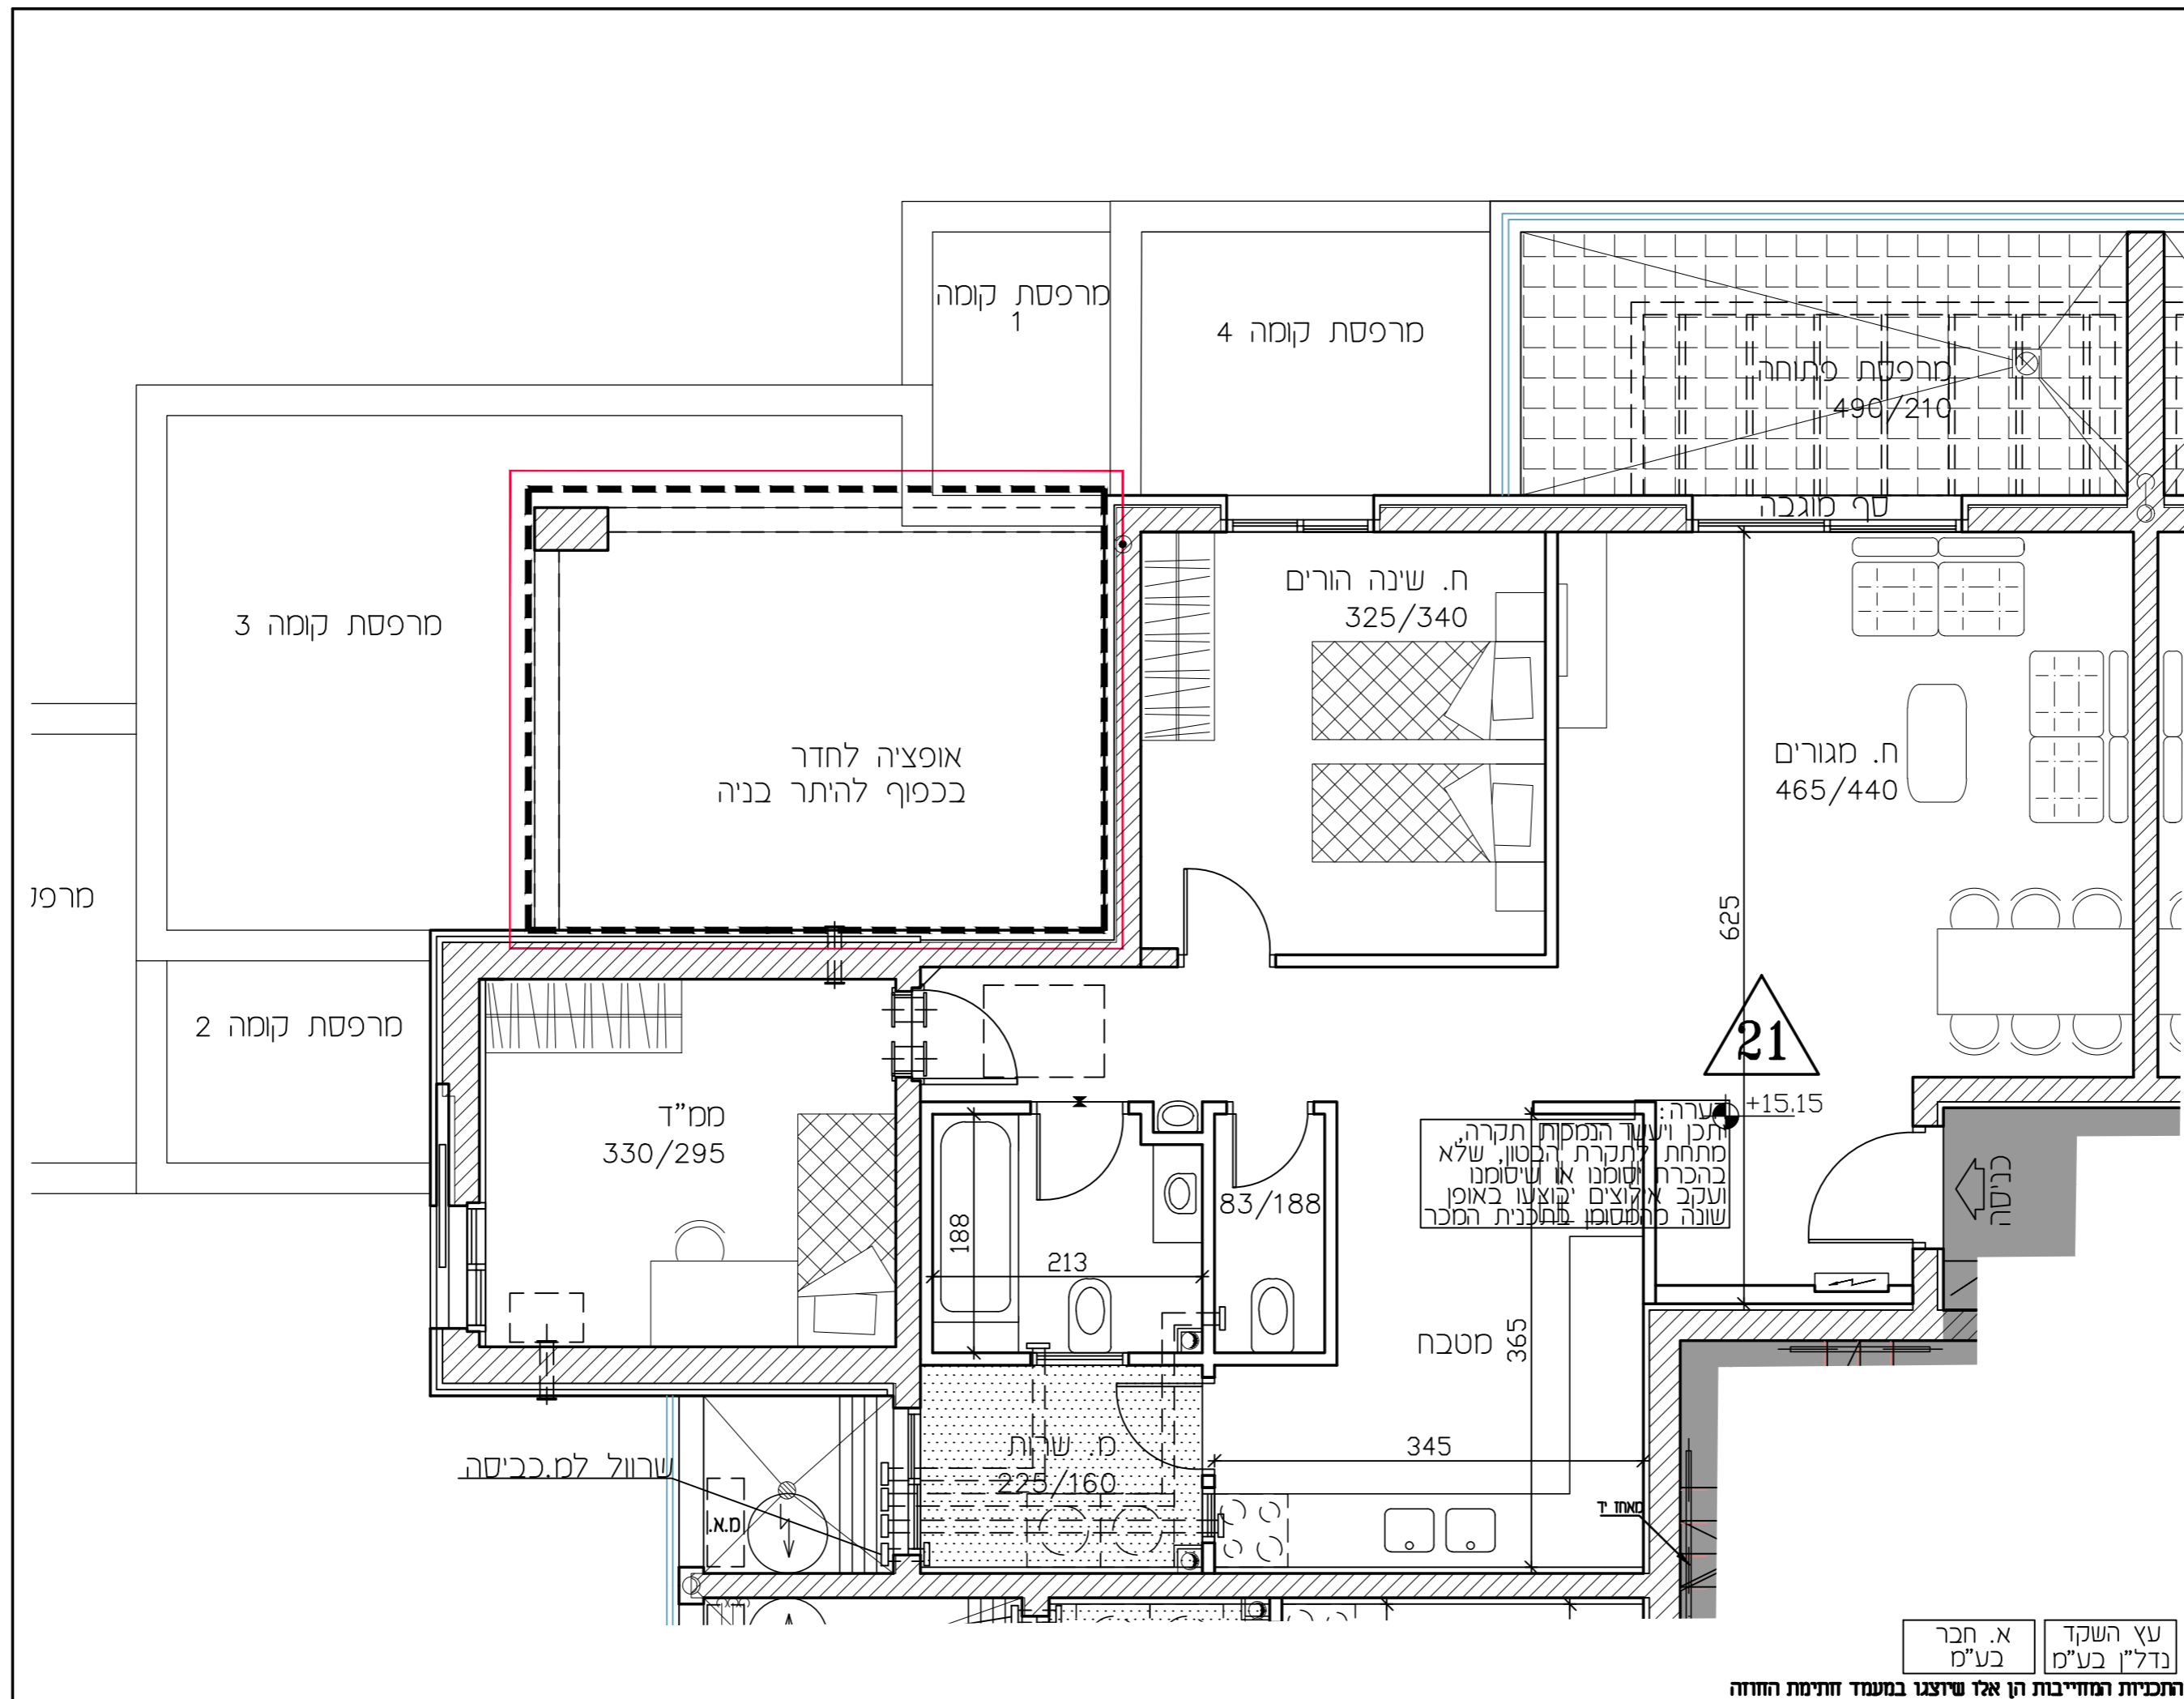 מרפסת קומה
1
מרפסת קומה 4
מרפסת פתוחה
490/210
סף מוגבה
ח. שינה הורים
325/340
מרפסת קומה 3
אופציה לחדר
בכפוף להיתר בניה
ח. מגורים
465/440
625
מרפס
מרפסת קומה 2
21
+15.15
ממ"ד
330/295
188
213
83/188
הערה:
יתכן ויעשר הנמכות תקרה,
מתחת לתקרת הבטון, שלא
בהכרח יסומנו או שיסומנו
ועקב אילוצים יבוצעו באופן
שונה מהמסומן בתכנית המכר
כניסה
מטבח
365
345
מ. שרות
225/160
שרוול למ.כביסה
מ.א.
מאחז יד
א. חבר
בע"מ
עץ השקד
נדל"ן בע"מ
התכניות המחייבות הן אלו שיוצגו במעמד חתימת החוזה